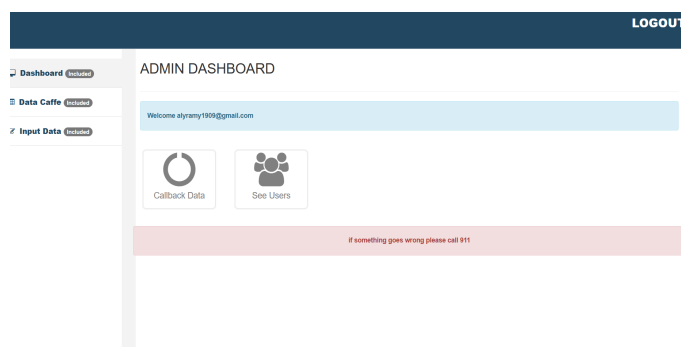 LOGOUT
Dashboard Included
ADMIN DASHBOARD
Data Caffe Included
Welcome alyramy1909@gmail.com
Input Data Included
Callback Data
See Users
if something goes wrong please call 911